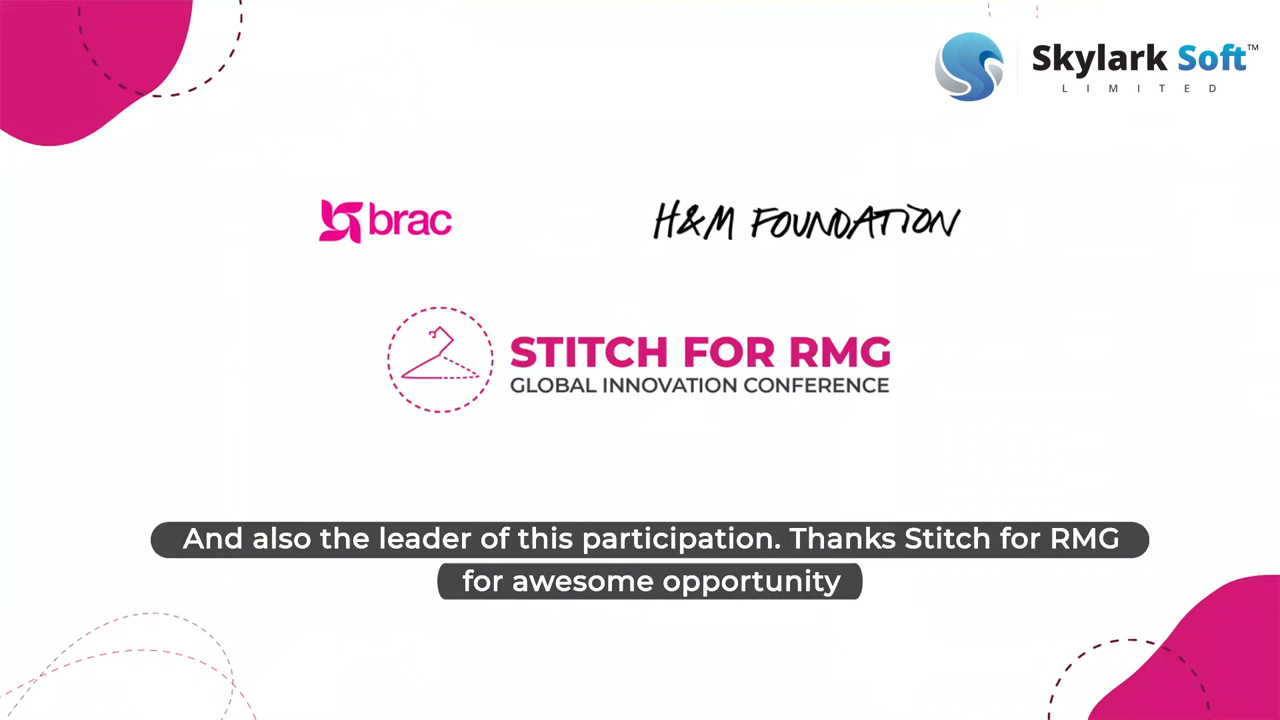 Skylark Soft™
LIMITED
brac
H&M FOUNDATION
STITCH FOR RMG
GLOBAL INNOVATION CONFERENCE
And also the leader of this participation. Thanks Stitch for RMG
for awesome opportunity